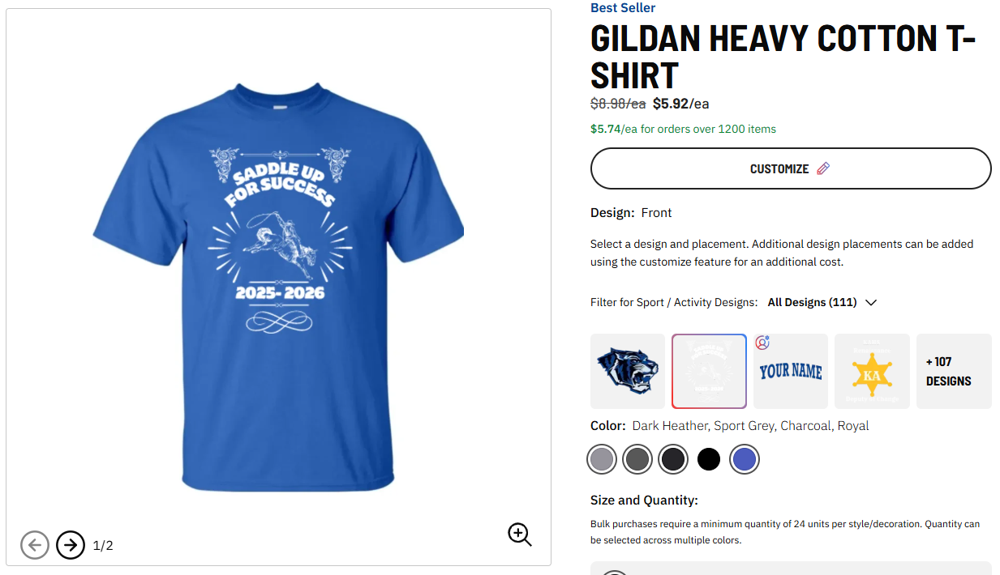 SADDLE UP
FOR SUCCESS
2025- 2026
1/2
Best Seller
GILDAN HEAVY COTTON T-
SHIRT
$8.98/ea $5.92/ea
$5.74/ea for orders over 1200 items
CUSTOMIZE
Design: Front
Select a design and placement. Additional design placements can be added
using the customize feature for an additional cost.
Filter for Sport / Activity Designs: All Designs (111)
YOUR NAME
KA
+ 107
DESIGNS
Color: Dark Heather, Sport Grey, Charcoal, Royal
Size and Quantity:
Bulk purchases require a minimum quantity of 24 units per style/decoration. Quantity can
be selected across multiple colors.